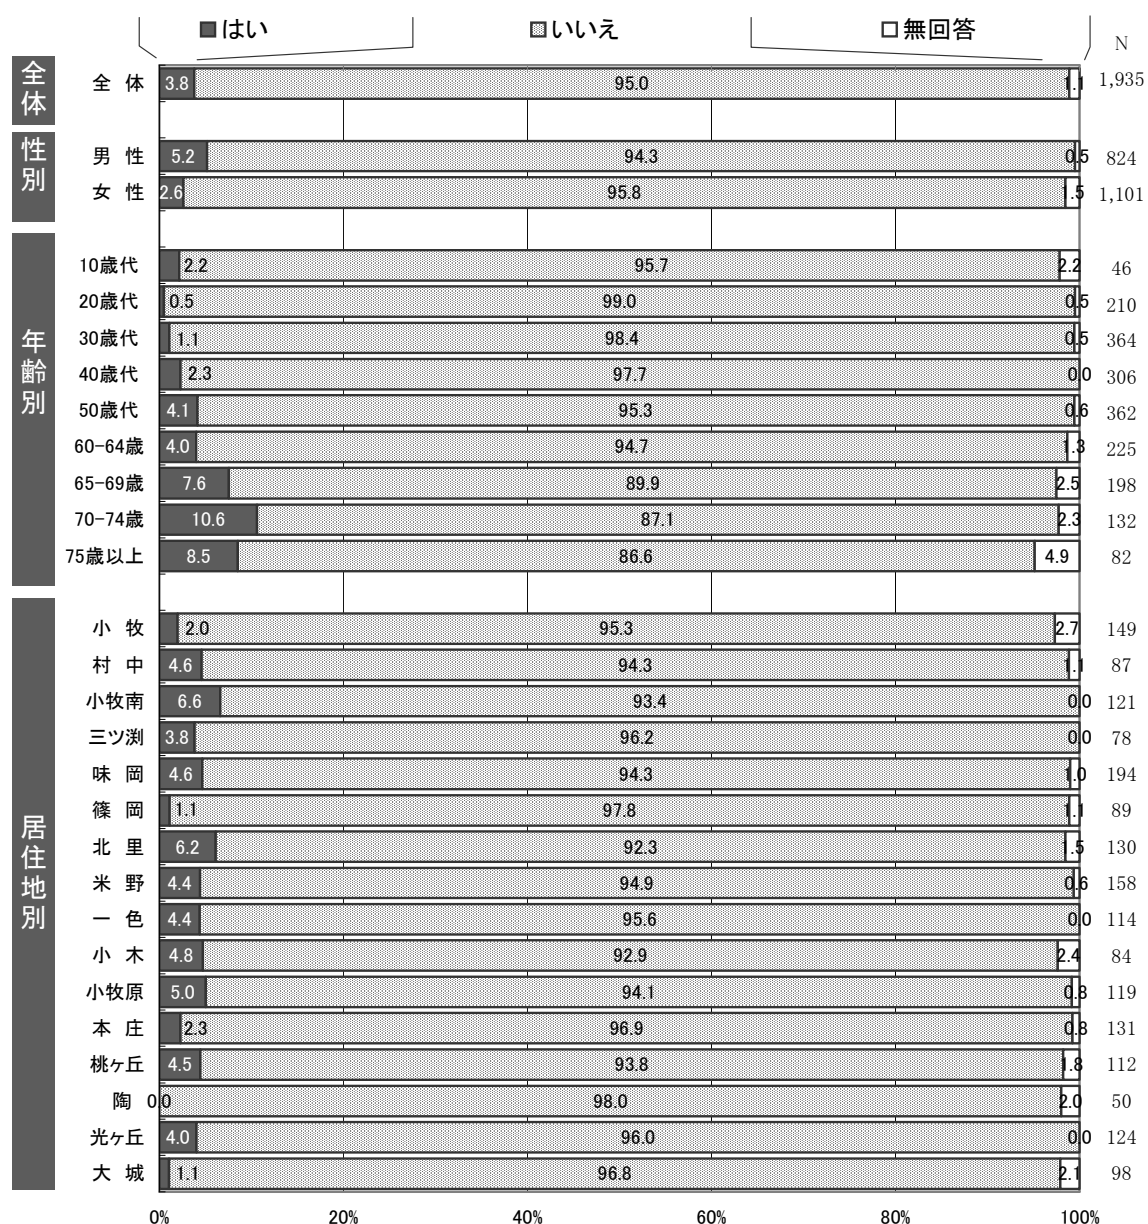 はい いいえ 無回答
N
全体
全 体 3.8 95.0 1.1 1,935
性別
男 性 5.2 94.3 0.5 824
女 性 2.6 95.8 1.5 1,101
年齢別
10歳代 2.2 95.7 2.2 46
20歳代 0.5 99.0 0.5 210
30歳代 1.1 98.4 0.5 364
40歳代 2.3 97.7 0.0 306
50歳代 4.1 95.3 0.6 362
60-64歳 4.0 94.7 1.3 225
65-69歳 7.6 89.9 2.5 198
70-74歳 10.6 87.1 2.3 132
75歳以上 8.5 86.6 4.9 82
居住地別
小 牧 2.0 95.3 2.7 149
村 中 4.6 94.3 1.1 87
小牧南 6.6 93.4 0.0 121
三ツ渕 3.8 96.2 0.0 78
味 岡 4.6 94.3 1.0 194
篠 岡 1.1 97.8 1.1 89
北 里 6.2 92.3 1.5 130
米 野 4.4 94.9 0.6 158
一 色 4.4 95.6 0.0 114
小 木 4.8 92.9 2.4 84
小牧原 5.0 94.1 0.8 119
本 庄 2.3 96.9 0.8 131
桃ヶ丘 4.5 93.8 1.8 112
陶 0.0 98.0 2.0 50
光ヶ丘 4.0 96.0 0.0 124
大 城 1.1 96.8 2.1 98
0% 20% 40% 60% 80% 100%